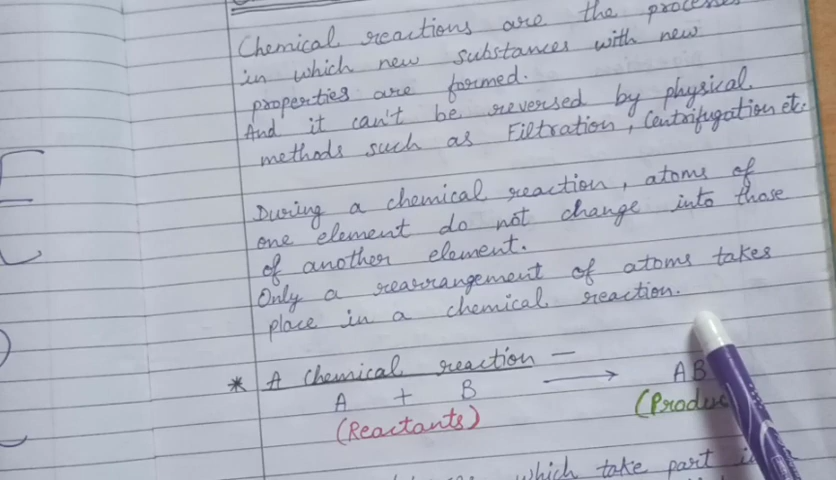 Chemical reactions are the processes
in which new substances with new
properties are formed.
And it can't be reversed by physical
methods such as Filtration, Centrifugation etc.
During a chemical reaction, atoms of
one element do not change into those
of another element.
Only a rearrangement of atoms takes
place in a chemical reaction.
* A Chemical reaction —
A + B → AB
(Reactants) (Produc
which take part in